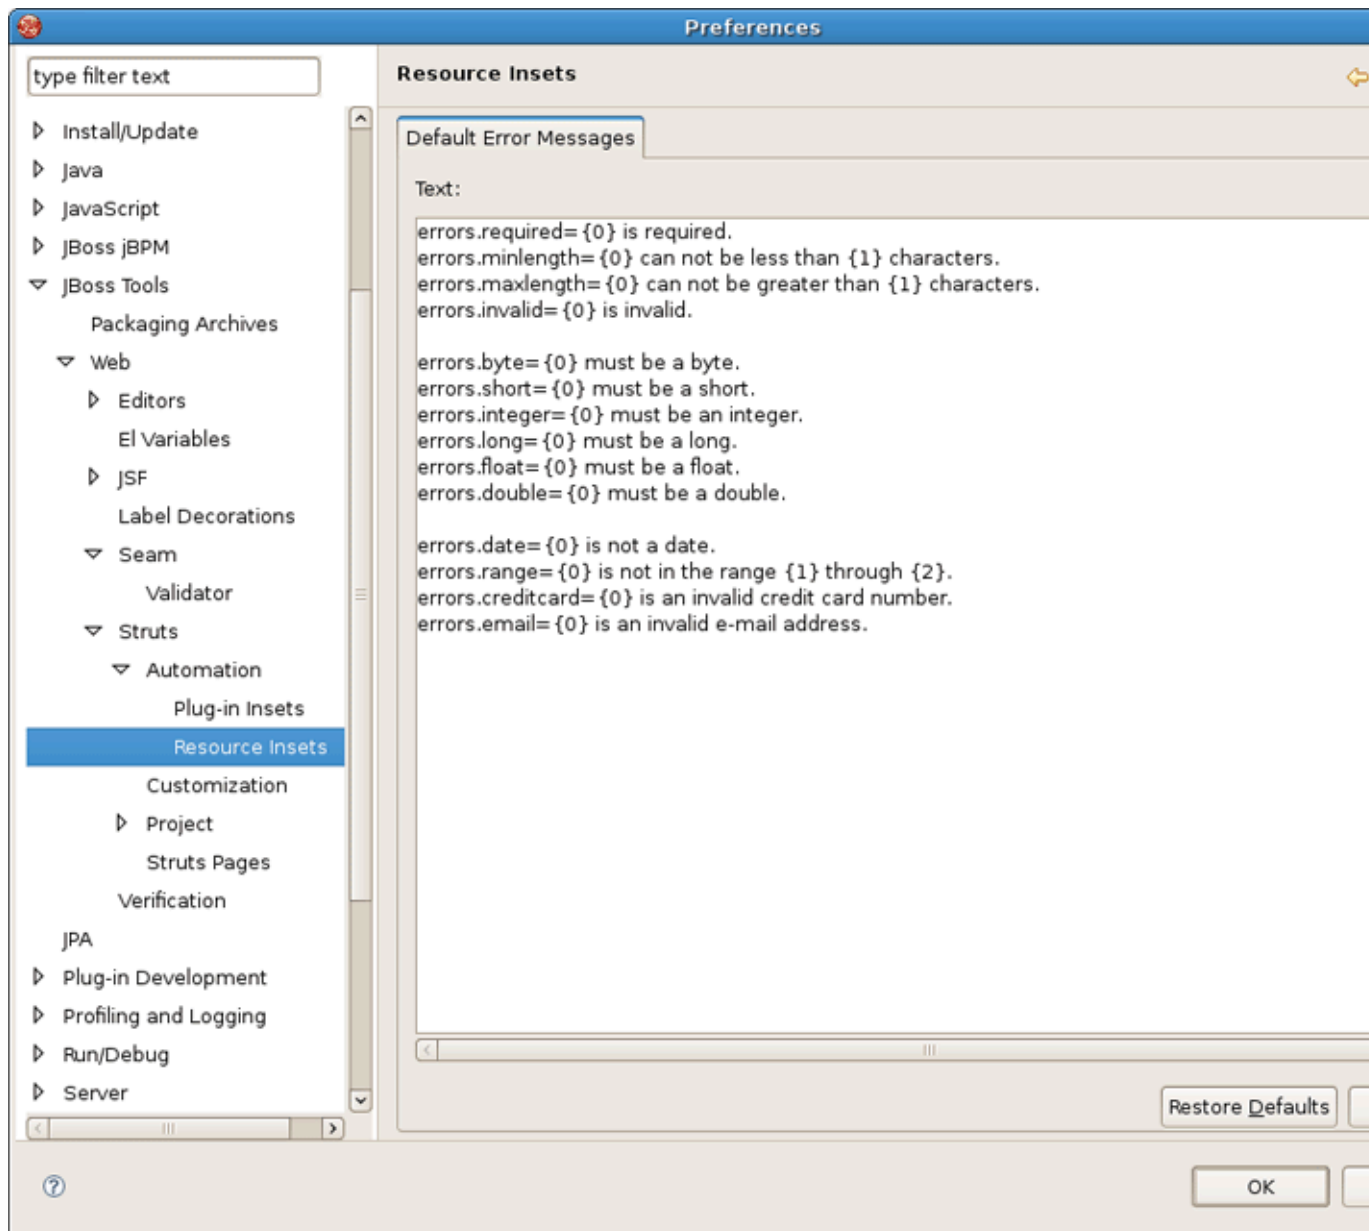 Preferences
type filter text
Install/Update
Java
JavaScript
JBoss jBPM
JBoss Tools
Packaging Archives
Web
Editors
El Variables
JSF
Label Decorations
Seam
Validator
Struts
Automation
Plug-in Insets
Resource Insets
Customization
Project
Struts Pages
Verification
JPA
Plug-in Development
Profiling and Logging
Run/Debug
Server
Resource Insets
Default Error Messages
Text:
errors.required={0} is required.
errors.minlength={0} can not be less than {1} characters.
errors.maxlength={0} can not be greater than {1} characters.
errors.invalid={0} is invalid.
errors.byte={0} must be a byte.
errors.short={0} must be a short.
errors.integer={0} must be an integer.
errors.long={0} must be a long.
errors.float={0} must be a float.
errors.double={0} must be a double.
errors.date={0} is not a date.
errors.range={0} is not in the range {1} through {2}.
errors.creditcard={0} is an invalid credit card number.
errors.email={0} is an invalid e-mail address.
Restore Defaults
?
OK